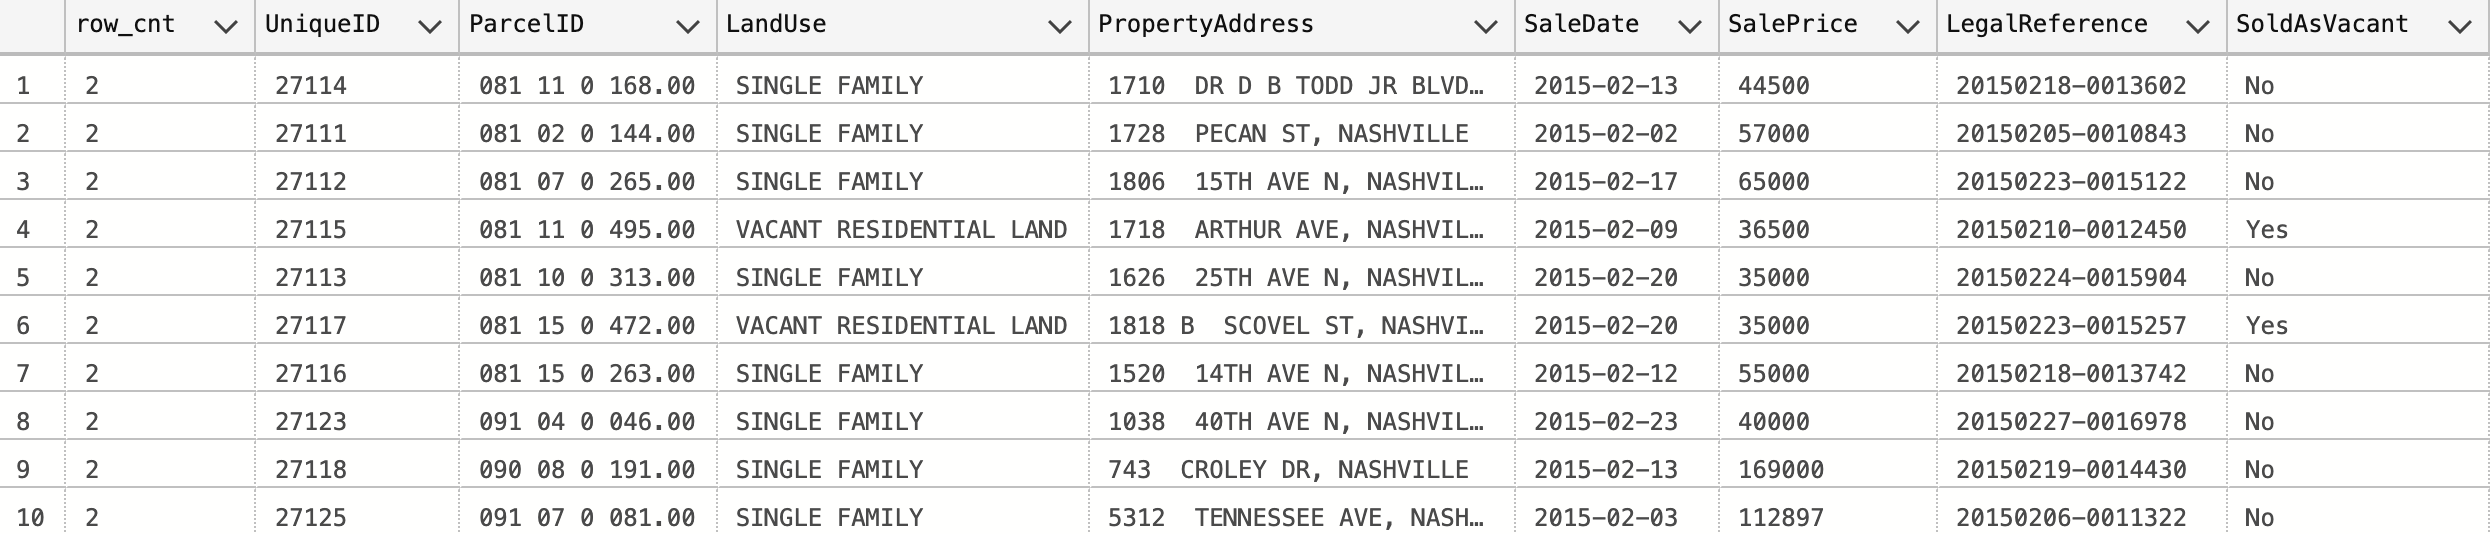 row_cnt UniqueID ParcelID LandUse PropertyAddress SaleDate SalePrice LegalReference SoldAsVacant
1 2 27114 081 11 0 168.00 SINGLE FAMILY 1710  DR D B TODD JR BLVD… 2015-02-13 44500 20150218-0013602 No
2 2 27111 081 02 0 144.00 SINGLE FAMILY 1728  PECAN ST, NASHVILLE 2015-02-02 57000 20150205-0010843 No
3 2 27112 081 07 0 265.00 SINGLE FAMILY 1806  15TH AVE N, NASHVIL… 2015-02-17 65000 20150223-0015122 No
4 2 27115 081 11 0 495.00 VACANT RESIDENTIAL LAND 1718  ARTHUR AVE, NASHVIL… 2015-02-09 36500 20150210-0012450 Yes
5 2 27113 081 10 0 313.00 SINGLE FAMILY 1626  25TH AVE N, NASHVIL… 2015-02-20 35000 20150224-0015904 No
6 2 27117 081 15 0 472.00 VACANT RESIDENTIAL LAND 1818 B  SCOVEL ST, NASHVI… 2015-02-20 35000 20150223-0015257 Yes
7 2 27116 081 15 0 263.00 SINGLE FAMILY 1520  14TH AVE N, NASHVIL… 2015-02-12 55000 20150218-0013742 No
8 2 27123 091 04 0 046.00 SINGLE FAMILY 1038  40TH AVE N, NASHVIL… 2015-02-23 40000 20150227-0016978 No
9 2 27118 090 08 0 191.00 SINGLE FAMILY 743  CROLEY DR, NASHVILLE 2015-02-13 169000 20150219-0014430 No
10 2 27125 091 07 0 081.00 SINGLE FAMILY 5312  TENNESSEE AVE, NASH… 2015-02-03 112897 20150206-0011322 No